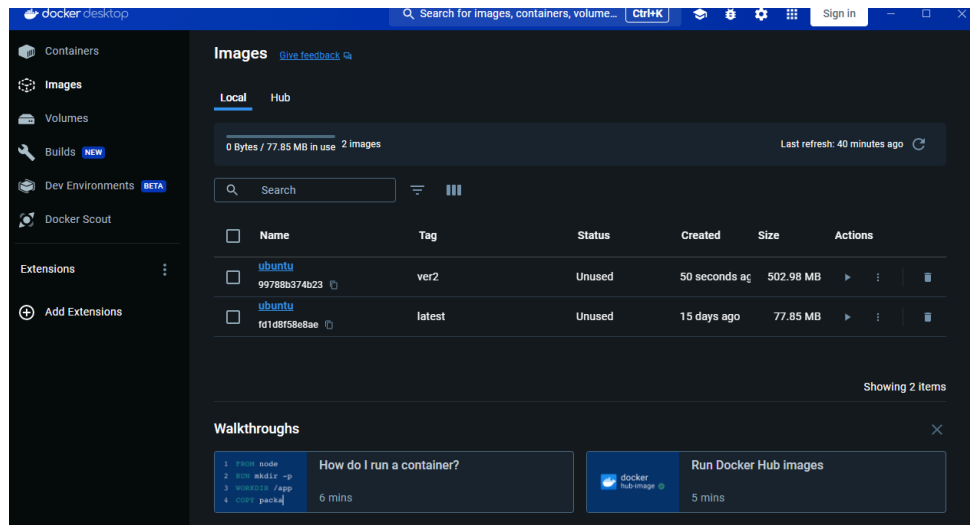 docker desktop
Search for images, containers, volume... Ctrl+K
Sign in
Containers
Images
Volumes
Builds NEW
Dev Environments BETA
Docker Scout
Extensions
Add Extensions
Images Give feedback
Local Hub
0 Bytes / 77.85 MB in use 2 images
Last refresh: 40 minutes ago
Search
Name Tag Status Created Size Actions
ubuntu
99788b374b23
ver2 Unused 50 seconds ag 502.98 MB
ubuntu
fd1d8f58e8ae
latest Unused 15 days ago 77.85 MB
Showing 2 items
Walkthroughs
1 FROM node
2 RUN mkdir -p
3 WORKDIR /app
4 COPY packa
How do I run a container?
6 mins
docker
hub-image
Run Docker Hub images
5 mins